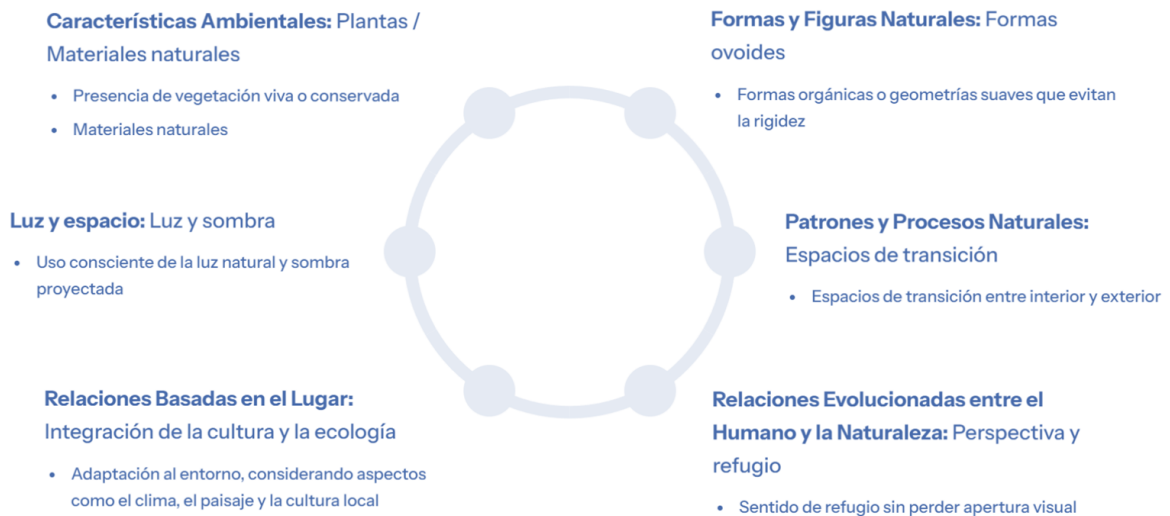 Características Ambientales: Plantas /
Materiales naturales
• Presencia de vegetación viva o conservada
• Materiales naturales
Formas y Figuras Naturales: Formas
ovoides
• Formas orgánicas o geometrías suaves que evitan
la rigidez
Luz y espacio: Luz y sombra
• Uso consciente de la luz natural y sombra
proyectada
Patrones y Procesos Naturales:
Espacios de transición
• Espacios de transición entre interior y exterior
Relaciones Basadas en el Lugar:
Integración de la cultura y la ecología
• Adaptación al entorno, considerando aspectos
como el clima, el paisaje y la cultura local
Relaciones Evolucionadas entre el
Humano y la Naturaleza: Perspectiva y
refugio
• Sentido de refugio sin perder apertura visual